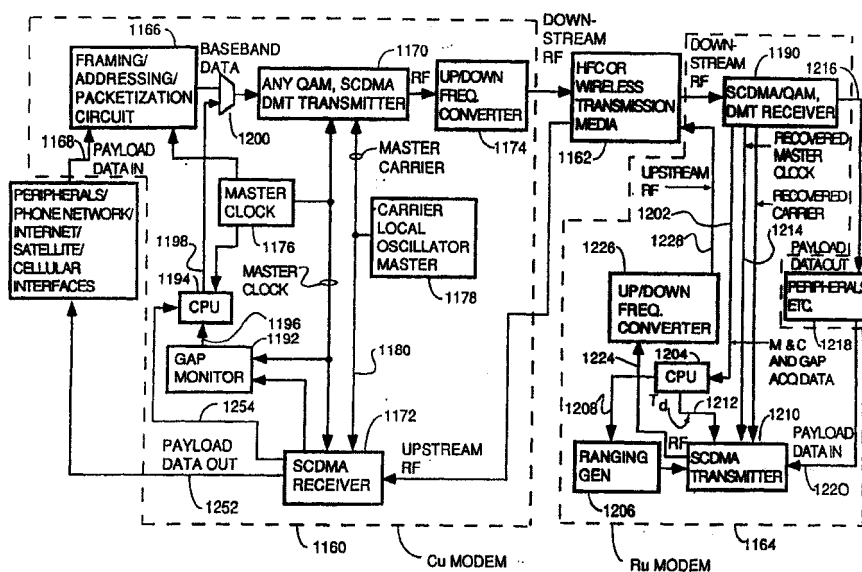 1166
FRAMING/
ADDRESSING/
PACKETIZATION
CIRCUIT
BASEBAND
DATA
1200
1170
ANY QAM, SCDMA
DMT TRANSMITTER
RF
UP/DOWN
FREQ.
CONVERTER
1174
DOWN-
STREAM
RF
HFC OR
WIRELESS
TRANSMISSION
MEDIA
1162
DOWN-
STREAM
RF
1190
SCDMA/QAM,
DMT RECEIVER
1216
1168
PAYLOAD
DATA IN
PERIPHERALS/
PHONE NETWORK/
INTERNET/
SATELLITE/
CELLULAR
INTERFACES
MASTER
CLOCK
1176
MASTER
CARRIER
CARRIER
LOCAL
OSCILLATOR
MASTER
1178
1198
1194
CPU
1196
1192
GAP
MONITOR
MASTER
CLOCK
1180
1254
1172
SCDMA
RECEIVER
PAYLOAD
DATA OUT
1252
UPSTREAM
RF
1160
Cu MODEM
UPSTREAM
RF
1202
1226
1226
UP/DOWN
FREQ.
CONVERTER
RECOVERED
MASTER
CLOCK
RECOVERED
CARRIER
1214
PAYLOAD
DATA OUT
PERIPHERALS
ETC.
1218
M & C
AND GAP
ACQ DATA
1224
1204
CPU
1208
Td
1212
1210
RF
RANGING
GEN
1206
SCDMA
TRANSMITTER
PAYLOAD
DATA IN
1220
Ru MODEM
1164